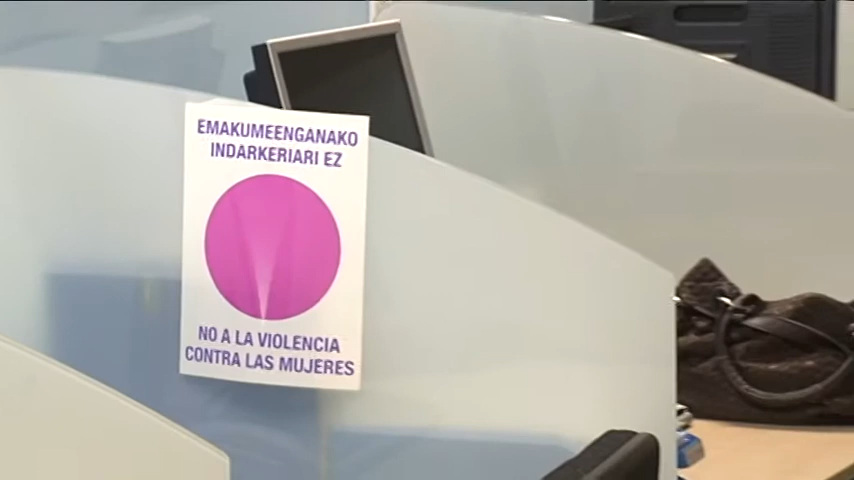 EMAKUMEENGANAKO
INDARKERIARI EZ
NO A LA VIOLENCIA
CONTRA LAS MUJERES